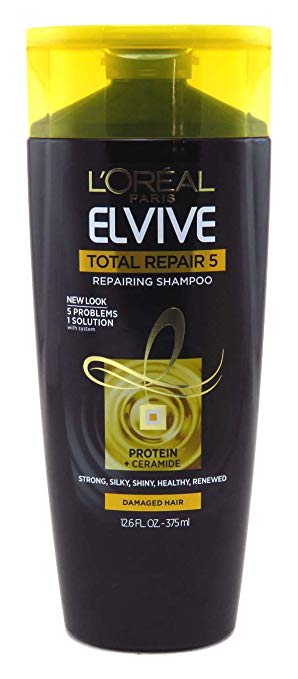 L'ORÉAL
PARIS
ELVIVE
TOTAL REPAIR 5
REPAIRING SHAMPOO
NEW LOOK
5 PROBLEMS
1 SOLUTION
with system
PROTEIN
+ CERAMIDE
STRONG, SILKY, SHINY, HEALTHY, RENEWED
DAMAGED HAIR
12.6 FL. OZ. - 375 ml